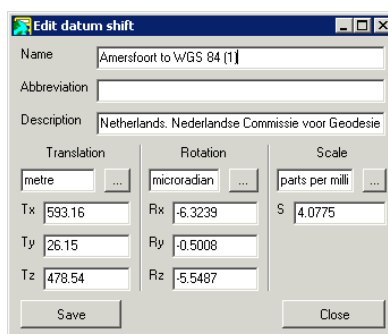 Edit datum shift
Name Amersfoort to WGS 84 (1)
Abbreviation
Description Netherlands. Nederlandse Commissie voor Geodesie
Translation Rotation Scale
metre ... microradian ... parts per milli ...
Tx 593.16 Rx -6.3239 S 4.0775
Ty 26.15 Ry -0.5008
Tz 478.54 Rz -5.5487
Save Close